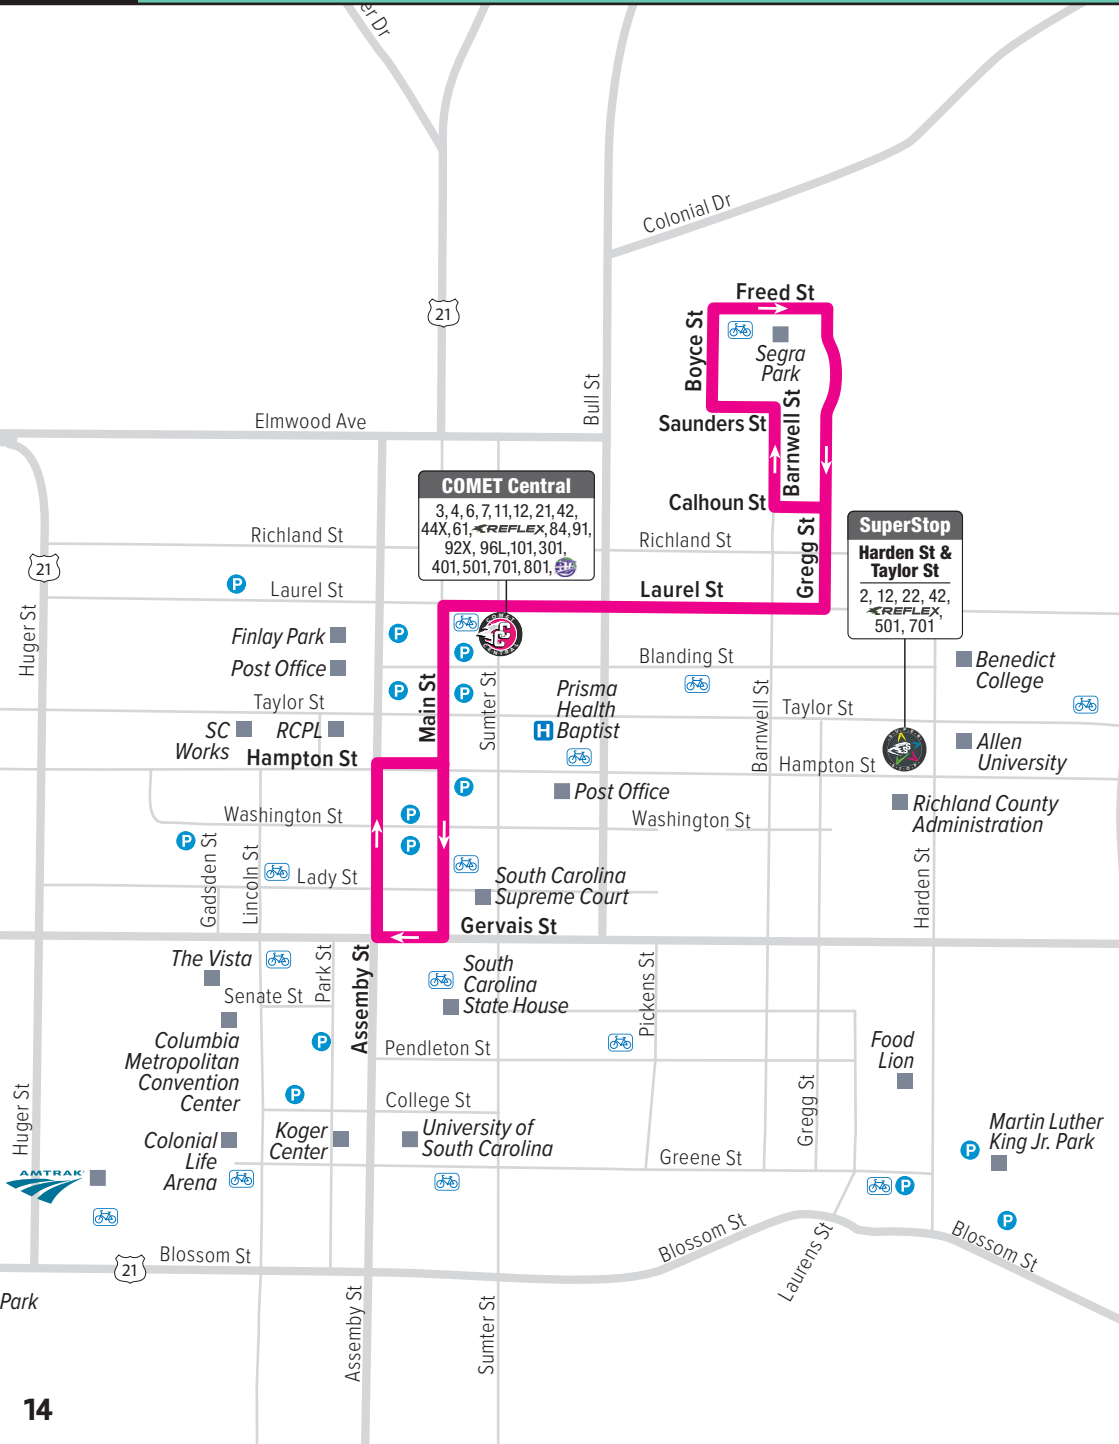 er Dr
Colonial Dr
21
Freed St
Boyce St
Segra
Park
Bull St
Elmwood Ave
Saunders St
Barnwell St
COMET Central
3, 4, 6, 7, 11, 12, 21, 42,
44X, 61, REFLEX, 84, 91,
92X, 96L, 101, 301,
401, 501, 701, 801,
Calhoun St
Gregg St
SuperStop
Harden St &
Taylor St
2, 12, 22, 42,
REFLEX,
501, 701
Richland St
Richland St
21
P
Laurel St
Laurel St
Huger St
COMET
CENTRAL
Finlay Park
P
P
Post Office
Blanding St
Benedict
College
Main St
Sumter St
P
P
Prisma
Health
H Baptist
Barnwell St
Taylor St
Taylor St
SC
Works
RCPL
Hampton St
Hampton St
Allen
University
P
Post Office
Richland County
Administration
Washington St
P
Washington St
P
Gadsden St
P
Lincoln St
Lady St
South Carolina
Supreme Court
Harden St
Gervais St
The Vista
Park St
Assemby St
South
Carolina
State House
Pickens St
Senate St
Columbia
Metropolitan
Convention
Center
P
Pendleton St
Food
Lion
P
College St
Huger St
Gregg St
Colonial
Life
Arena
Koger
Center
University of
South Carolina
Martin Luther
King Jr. Park
P
Greene St
AMTRAK
P
P
Blossom St
21
Blossom St
Laurens St
Blossom St
Park
Assemby St
Sumter St
14